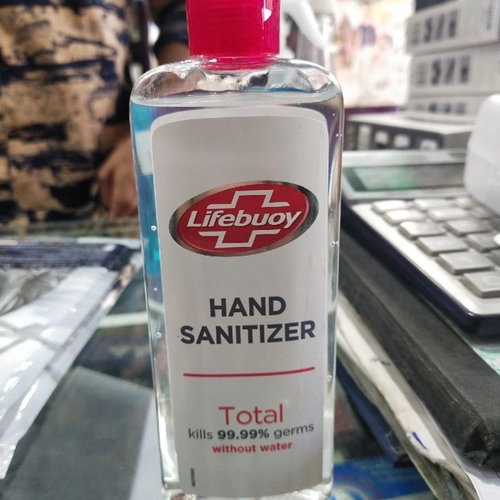 Lifebuoy
HAND
SANITIZER
Total
kills 99.99% germs
without water